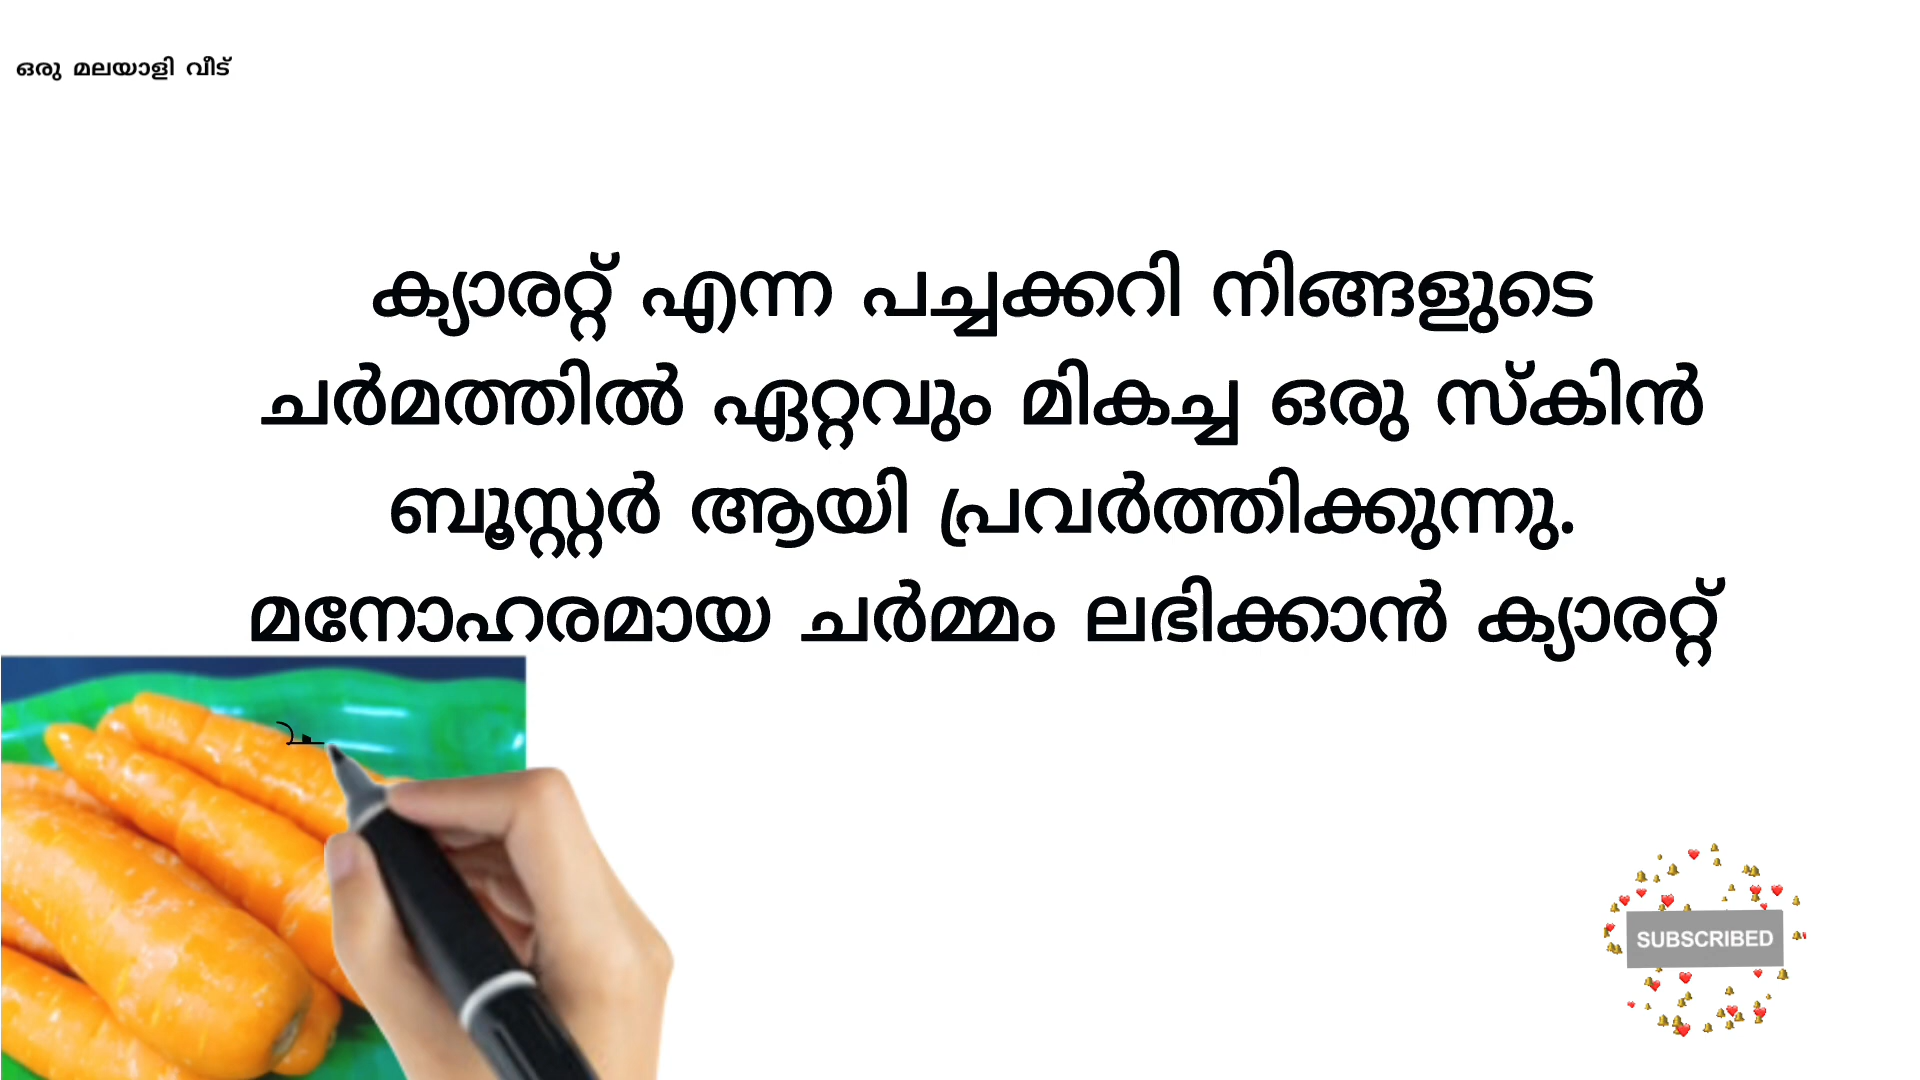 ഒരു മലയാളി വീട്
ക്യാരറ്റ് എന്ന പച്ചക്കറി നിങ്ങളുടെ
ചർമത്തിൽ ഏറ്റവും മികച്ച ഒരു സ്കിൻ
ബൂസ്റ്റർ ആയി പ്രവർത്തിക്കുന്നു.
മനോഹരമായ ചർമ്മം ലഭിക്കാൻ ക്യാരറ്റ്
SUBSCRIBED